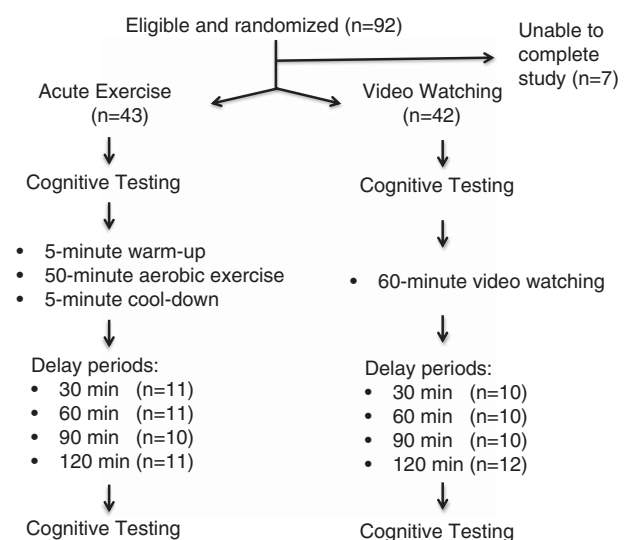 Eligible and randomized (n=92)
Unable to
complete
study (n=7)
Acute Exercise
(n=43)
Video Watching
(n=42)
Cognitive Testing
Cognitive Testing
• 5-minute warm-up
• 50-minute aerobic exercise
• 5-minute cool-down
• 60-minute video watching
Delay periods:
• 30 min (n=11)
• 60 min (n=11)
• 90 min (n=10)
• 120 min (n=11)
Delay periods:
• 30 min (n=10)
• 60 min (n=10)
• 90 min (n=10)
• 120 min (n=12)
Cognitive Testing
Cognitive Testing